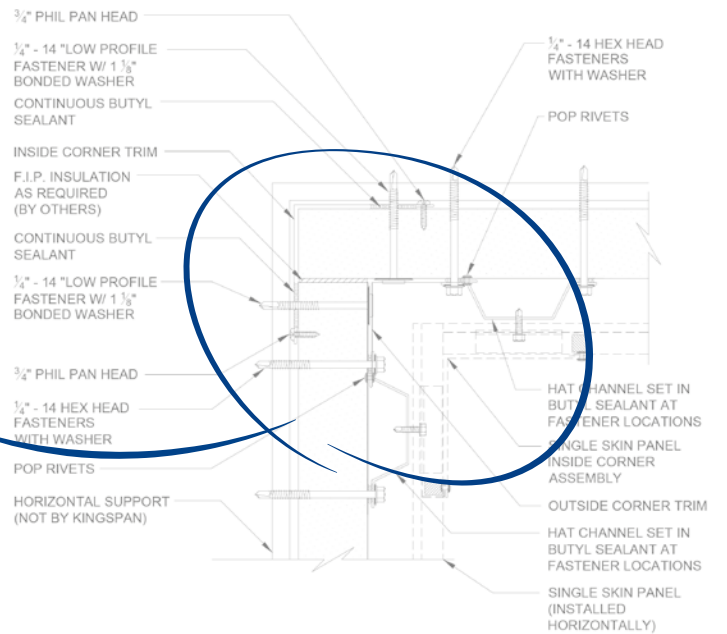 ¾" PHIL PAN HEAD
¼" - 14 "LOW PROFILE
FASTENER W/ 1 ⅛"
BONDED WASHER
CONTINUOUS BUTYL
SEALANT
INSIDE CORNER TRIM
F.I.P. INSULATION
AS REQUIRED
(BY OTHERS)
CONTINUOUS BUTYL
SEALANT
¼" - 14 "LOW PROFILE
FASTENER W/ 1 ⅛"
BONDED WASHER
¾" PHIL PAN HEAD
¼" - 14 HEX HEAD
FASTENERS
WITH WASHER
POP RIVETS
HORIZONTAL SUPPORT
(NOT BY KINGSPAN)
¼" - 14 HEX HEAD
FASTENERS
WITH WASHER
POP RIVETS
HAT CHANNEL SET IN
BUTYL SEALANT AT
FASTENER LOCATIONS
SINGLE SKIN PANEL
INSIDE CORNER
ASSEMBLY
OUTSIDE CORNER TRIM
HAT CHANNEL SET IN
BUTYL SEALANT AT
FASTENER LOCATIONS
SINGLE SKIN PANEL
(INSTALLED
HORIZONTALLY)